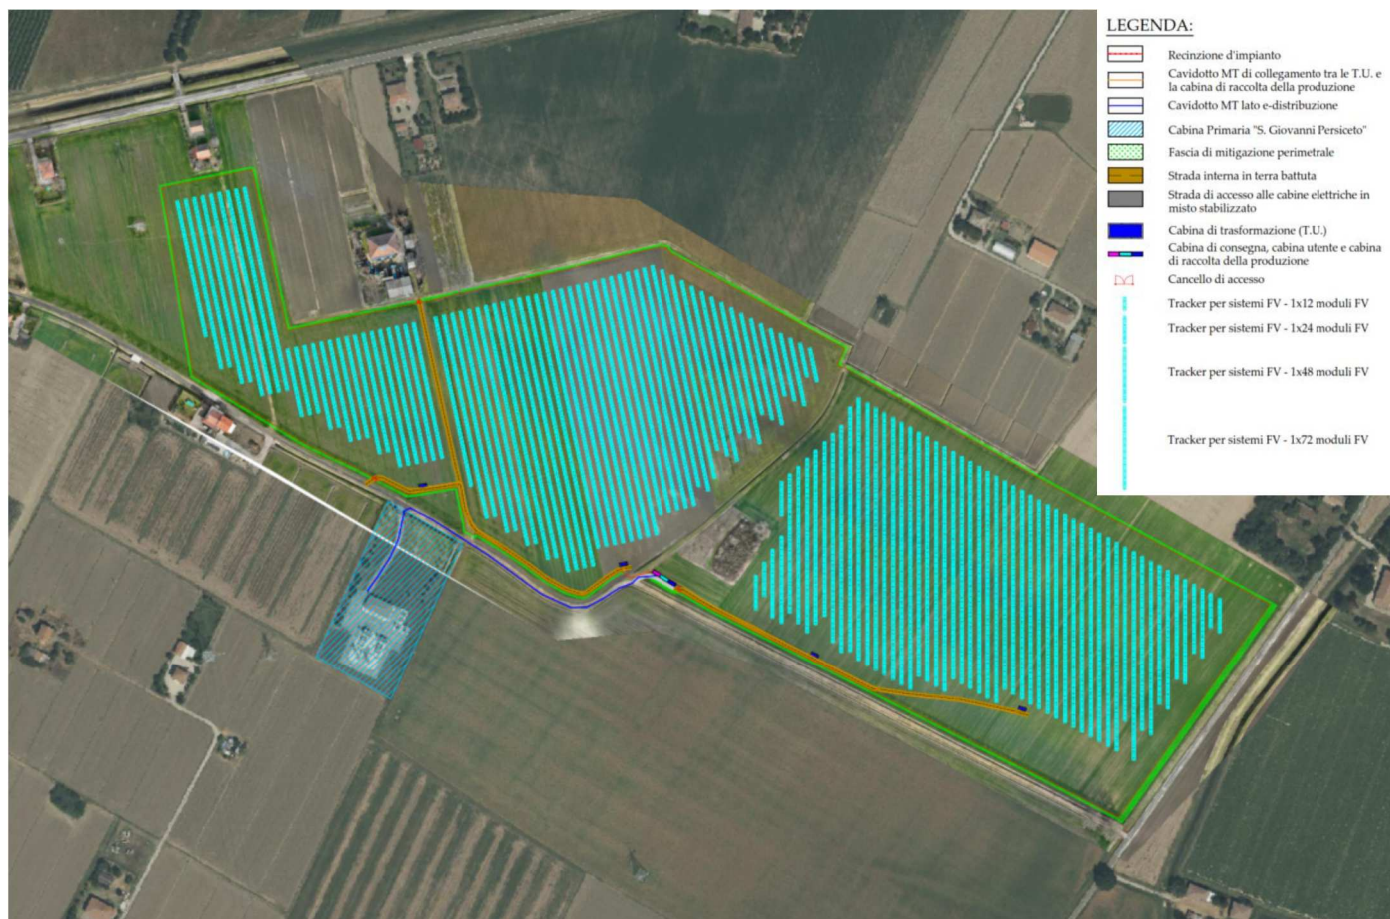 LEGENDA:
Recinzione d'impianto
Cavidotto MT di collegamento tra le T.U. e
la cabina di raccolta della produzione
Cavidotto MT lato e-distribuzione
Cabina Primaria "S. Giovanni Persiceto"
Fascia di mitigazione perimetrale
Strada interna in terra battuta
Strada di accesso alle cabine elettriche in
misto stabilizzato
Cabina di trasformazione (T.U.)
Cabina di consegna, cabina utente e cabina
di raccolta della produzione
Cancello di accesso
Tracker per sistemi FV - 1x12 moduli FV
Tracker per sistemi FV - 1x24 moduli FV
Tracker per sistemi FV - 1x48 moduli FV
Tracker per sistemi FV - 1x72 moduli FV